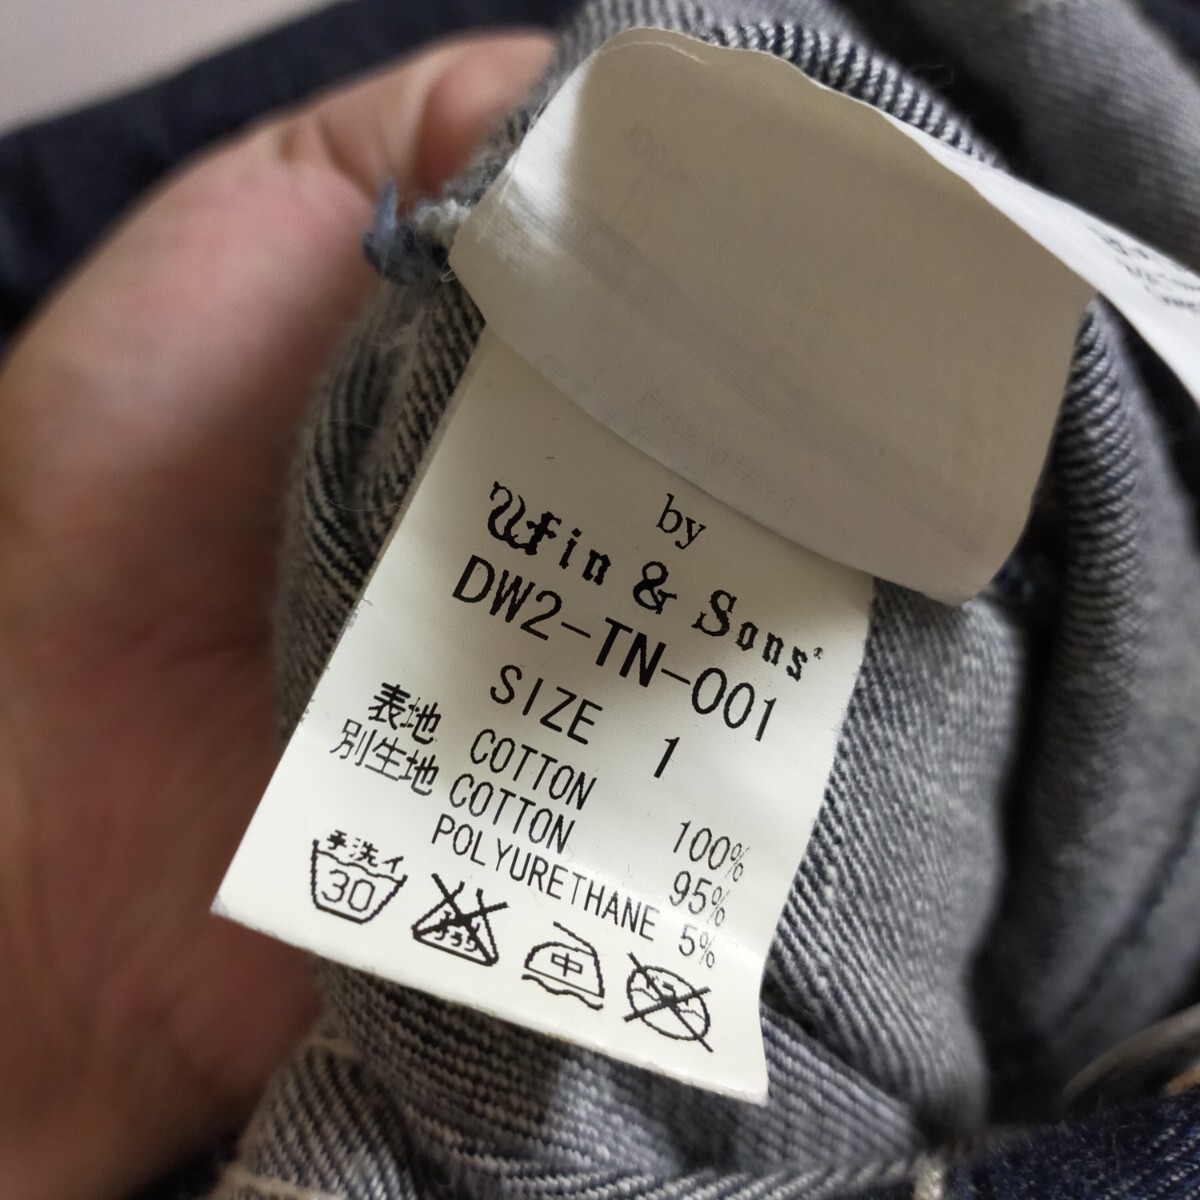 by
Ufin & Sons
DW2-TN-001
SIZE 1
表地 COTTON 100%
別生地 COTTON 95%
POLYURETHANE 5%
手洗イ
30
中